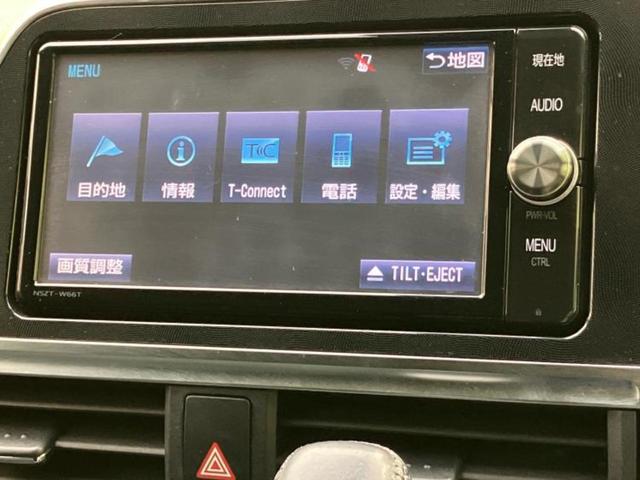 MENU
地図
目的地
情報
T-Connect
電話
設定・編集
画質調整
TILT・EJECT
NSZT-W66T
現在地
AUDIO
PWR・VOL
MENU
CTRL